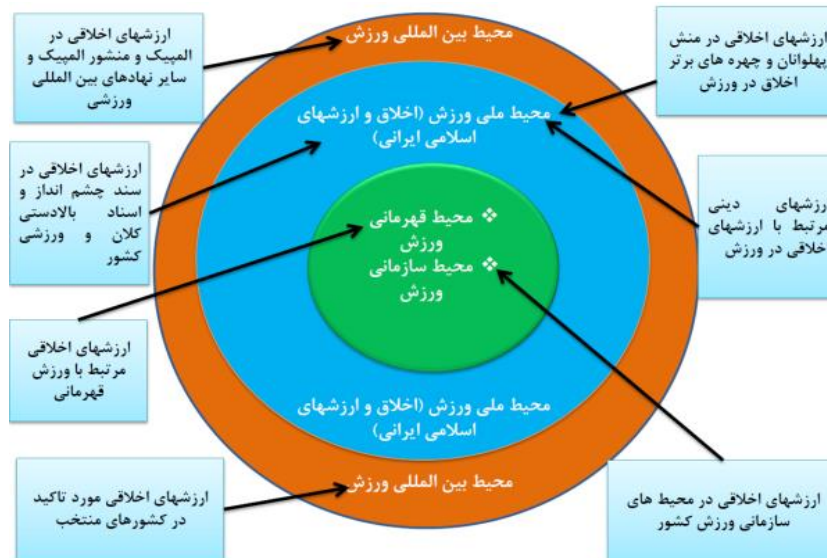 ارزشهای اخلاقی در
المپیک و منشور المپیک و
سایر نهادهای بین المللی
ورزشی
محیط بین المللی ورزش
ارزشهای اخلاقی در منش
پهلوانان و چهره های برتر
اخلاق در ورزش
محیط ملی ورزش (اخلاق و ارزشهای
اسلامی ایرانی)
ارزشهای اخلاقی در
سند چشم انداز و
اسناد بالادستی
کلان و ورزشی
کشور
ارزشهای دینی
مرتبط با ارزشهای
اخلاقی در ورزش
❖ محیط قهرمانی
ورزش
❖ محیط سازمانی
ورزش
ارزشهای اخلاقی
مرتبط با ورزش
قهرمانی
محیط ملی ورزش (اخلاق و ارزشهای
اسلامی ایرانی)
محیط بین المللی ورزش
ارزشهای اخلاقی مورد تاکید
در کشورهای منتخب
ارزشهای اخلاقی در محیط های
سازمانی ورزش کشور